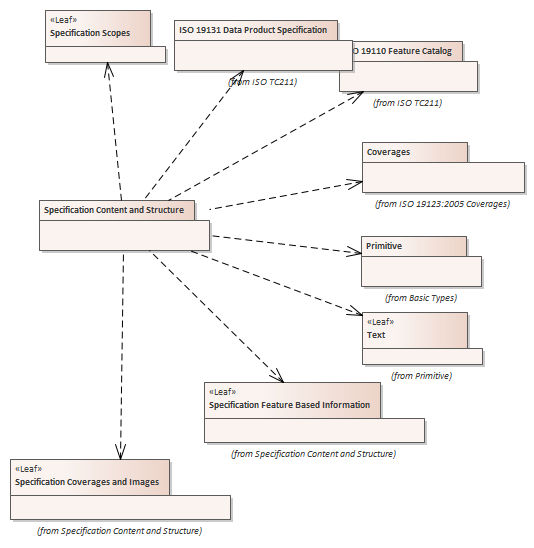 «Leaf»
Specification Scopes
ISO 19131 Data Product Specification
(from ISO TC211)
O 19110 Feature Catalog
(from ISO TC211)
Coverages
(from ISO 19123:2005 Coverages)
Specification Content and Structure
Primitive
(from Basic Types)
«Leaf»
Text
(from Primitive)
«Leaf»
Specification Feature Based Information
(from Specification Content and Structure)
«Leaf»
Specification Coverages and Images
(from Specification Content and Structure)